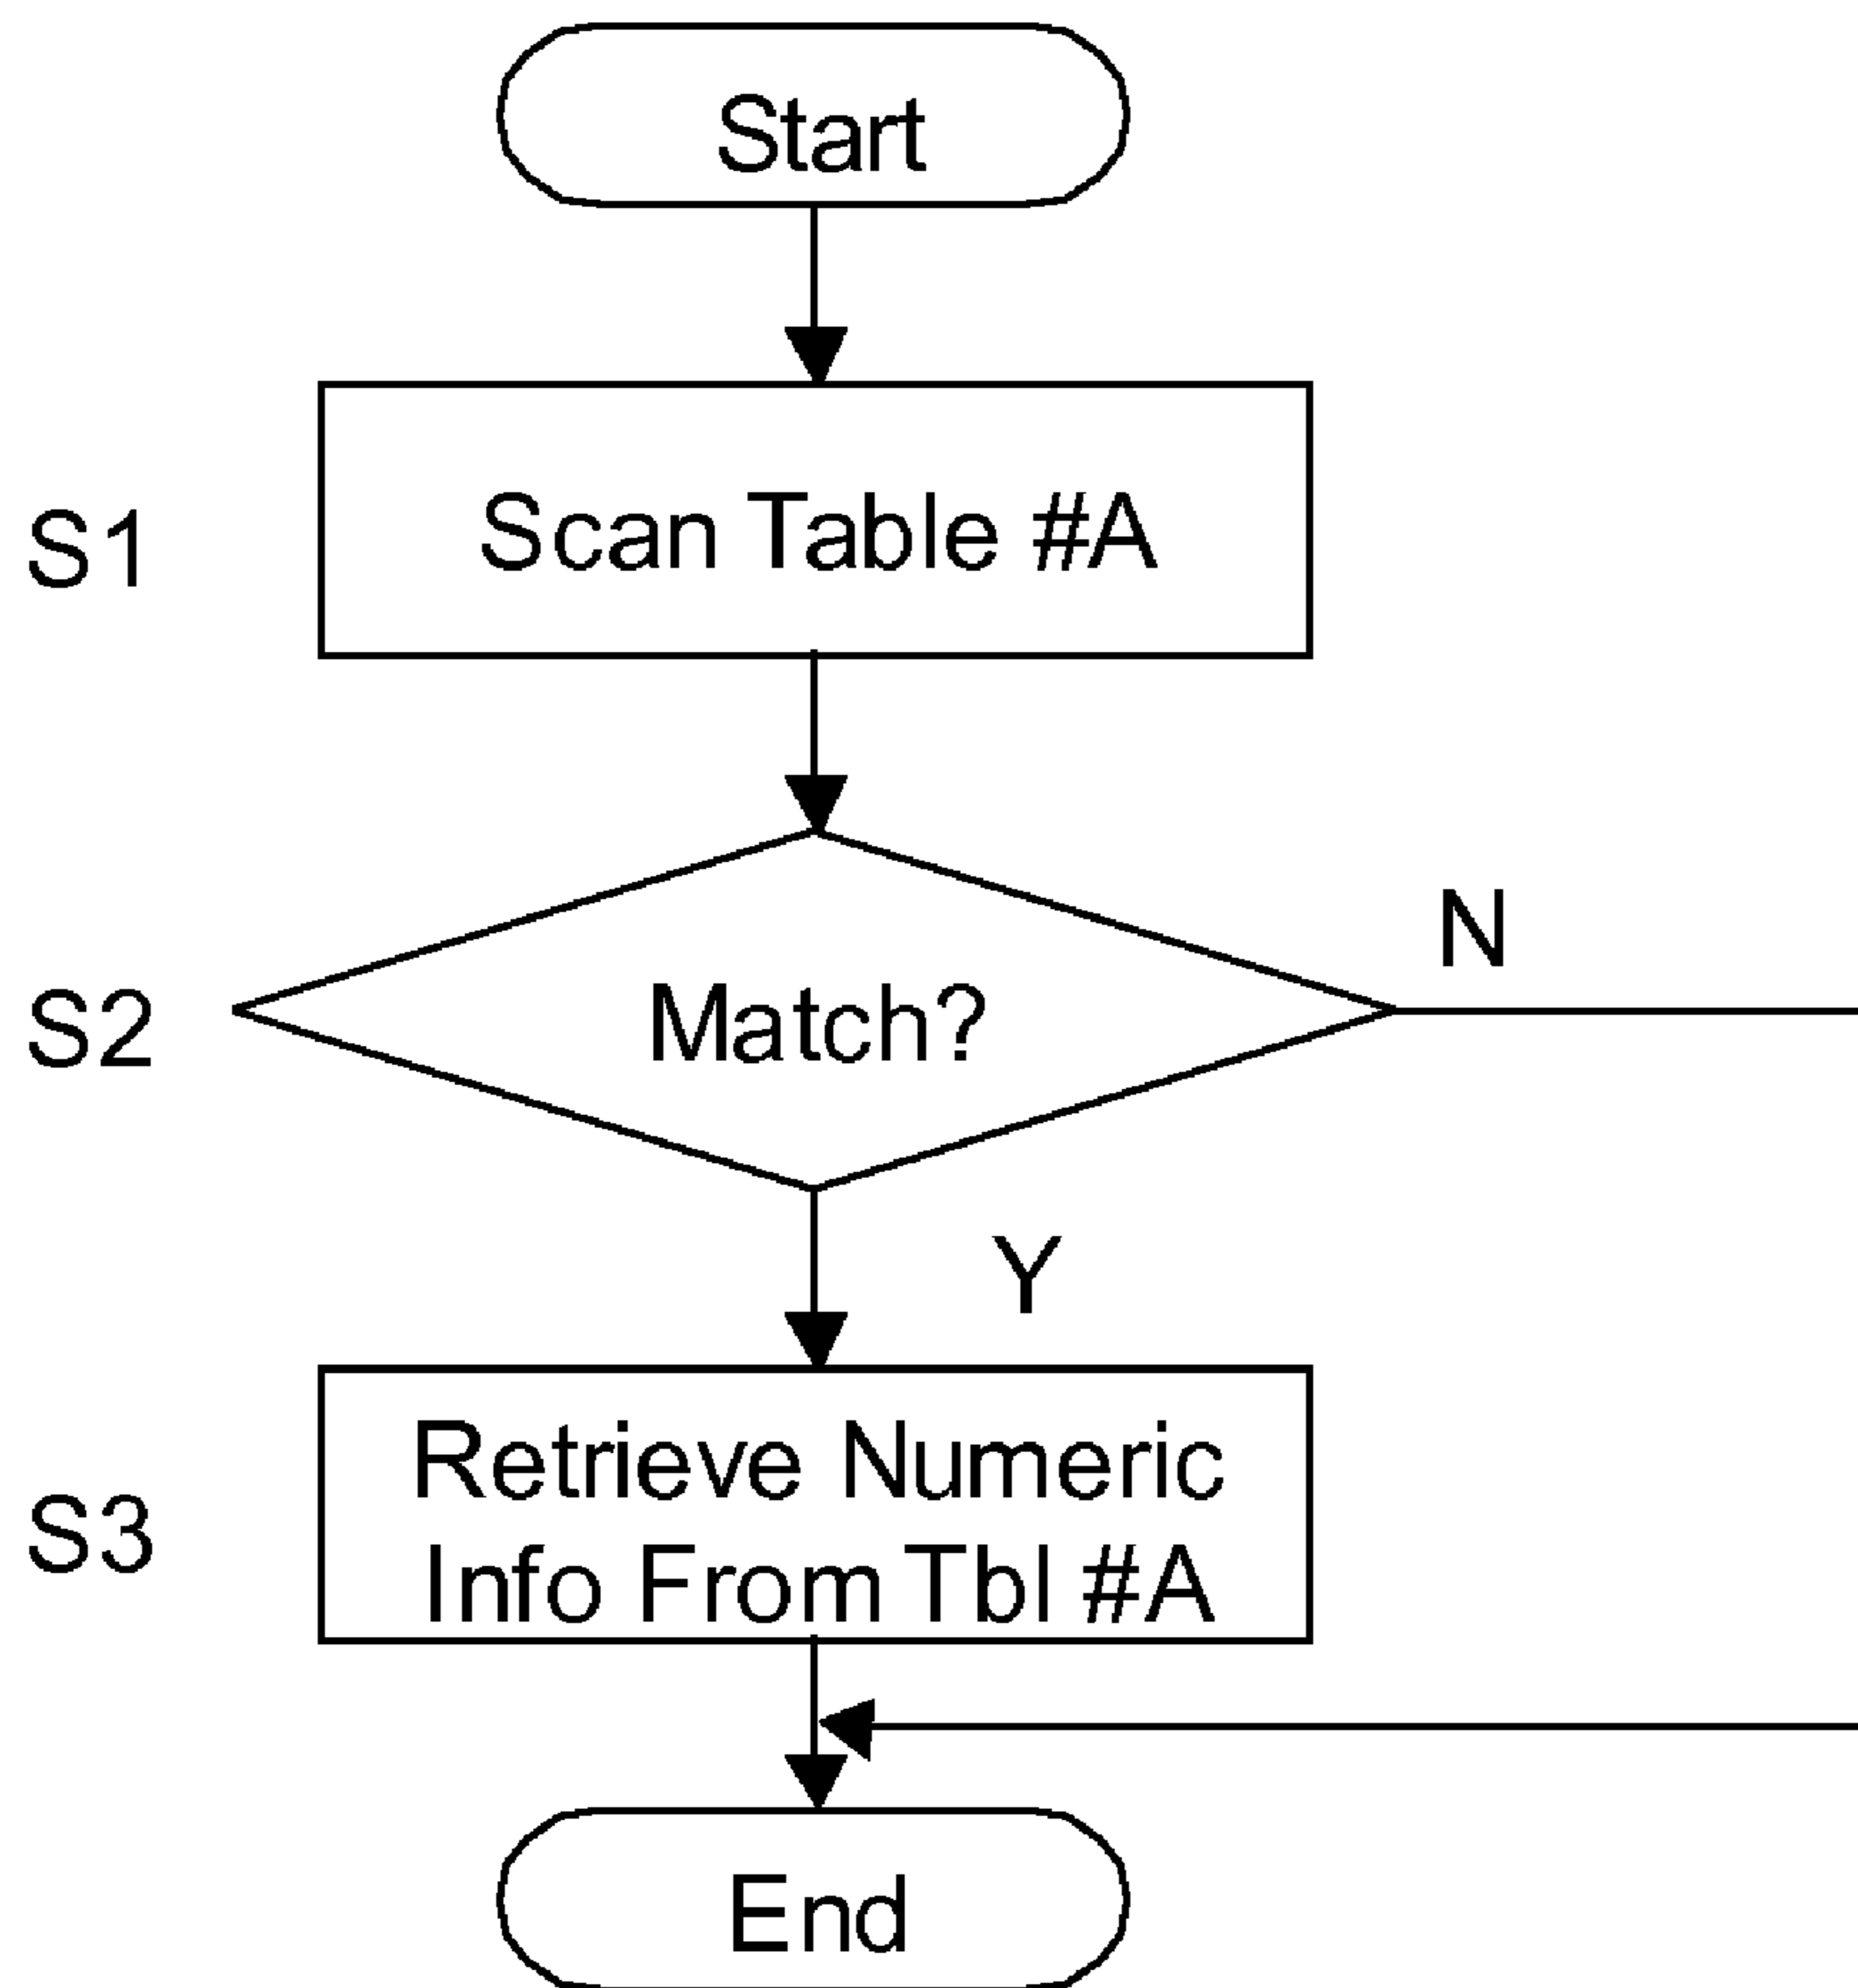 Start
S1
Scan Table #A
N
S2
Match?
Y
S3
Retrieve Numeric
Info From Tbl #A
End